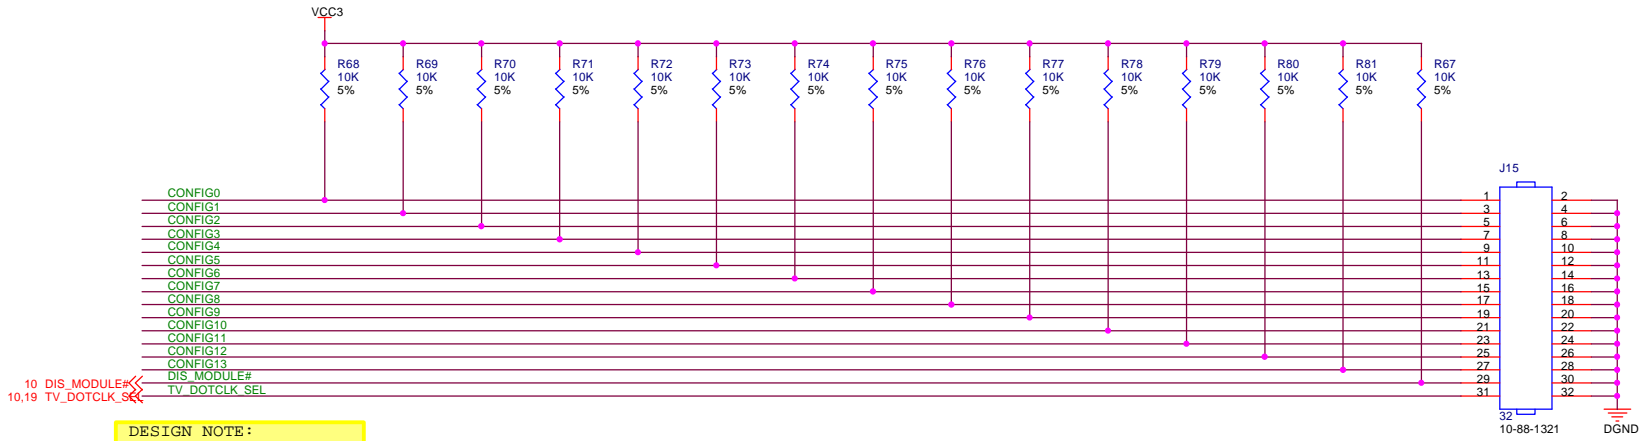 VCC3
R68 R69 R70 R71 R72 R73 R74 R75 R76 R77 R78 R79 R80 R81 R67
10K 10K 10K 10K 10K 10K 10K 10K 10K 10K 10K 10K 10K 10K 10K
5% 5% 5% 5% 5% 5% 5% 5% 5% 5% 5% 5% 5% 5% 5%
J15
CONFIG0 1 2
CONFIG1 3 4
CONFIG2 5 6
CONFIG3 7 8
CONFIG4 9 10
CONFIG5 11 12
CONFIG6 13 14
CONFIG7 15 16
CONFIG8 17 18
CONFIG9 19 20
CONFIG10 21 22
CONFIG11 23 24
CONFIG12 25 26
CONFIG13 27 28
10 DIS_MODULE# DIS_MODULE# 29 30
10,19 TV_DOTCLK_SEL TV_DOTCLK_SEL 31 32
32
10-88-1321 DGND
DESIGN NOTE: